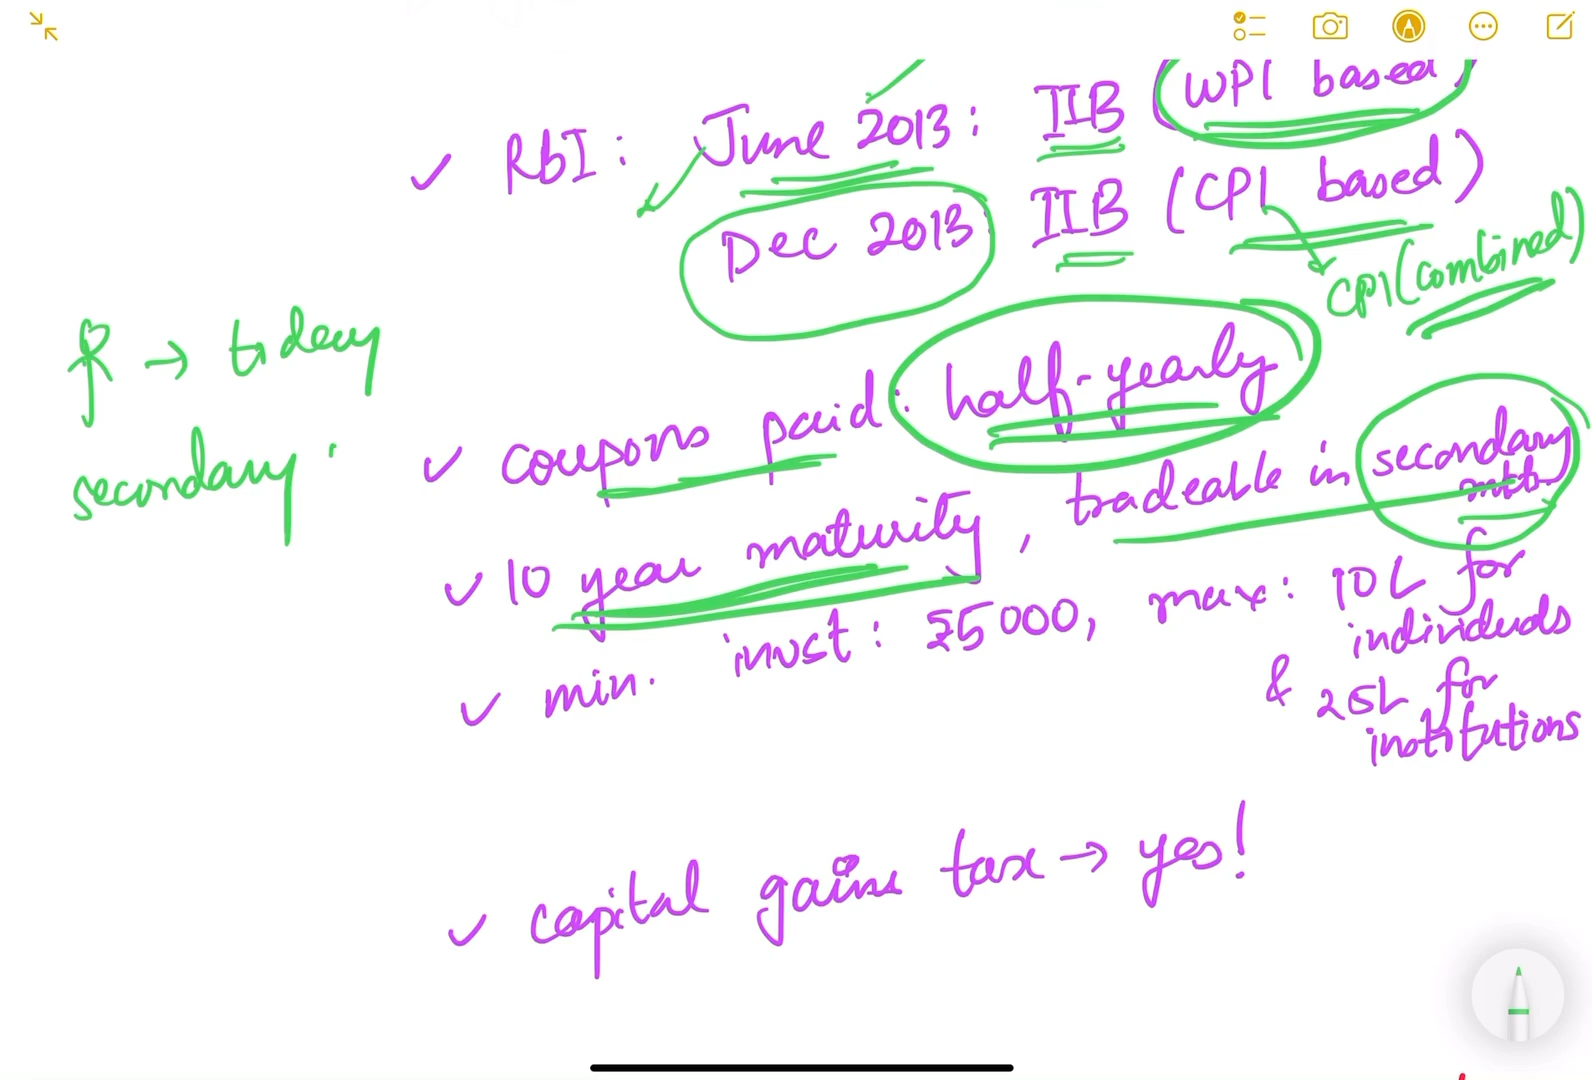 RbI : June 2013 : IIB (WPI based)
Dec 2013 : IIB (CPI based)
CPI (combined)
→ today
secondary
coupons paid : half-yearly
10 year maturity, tradeable in secondary mkt
min. invst : ₹5000, max : 10L for individuals
& 25L for institutions
capital gains tax → yes!